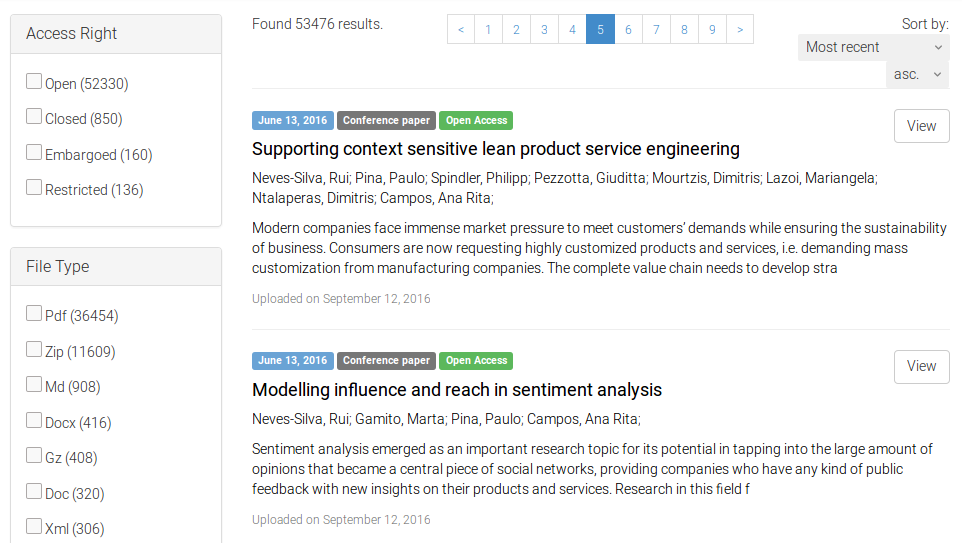 Access Right
Open (52330)
Closed (850)
Embargoed (160)
Restricted (136)
File Type
Pdf (36454)
Zip (11609)
Md (908)
Docx (416)
Gz (408)
Doc (320)
Xml (306)
Found 53476 results.
< 1 2 3 4 5 6 7 8 9 >
Sort by:
Most recent
asc.
June 13, 2016 Conference paper Open Access
View
Supporting context sensitive lean product service engineering
Neves-Silva, Rui; Pina, Paulo; Spindler, Philipp; Pezzotta, Giuditta; Mourtzis, Dimitris; Lazoi, Mariangela;
Ntalaperas, Dimitris; Campos, Ana Rita;
Modern companies face immense market pressure to meet customers’ demands while ensuring the sustainability
of business. Consumers are now requesting highly customized products and services, i.e. demanding mass
customization from manufacturing companies. The complete value chain needs to develop stra
Uploaded on September 12, 2016
June 13, 2016 Conference paper Open Access
View
Modelling influence and reach in sentiment analysis
Neves-Silva, Rui; Gamito, Marta; Pina, Paulo; Campos, Ana Rita;
Sentiment analysis emerged as an important research topic for its potential in tapping into the large amount of
opinions that became a central piece of social networks, providing companies who have any kind of public
feedback with new insights on their products and services. Research in this field f
Uploaded on September 12, 2016